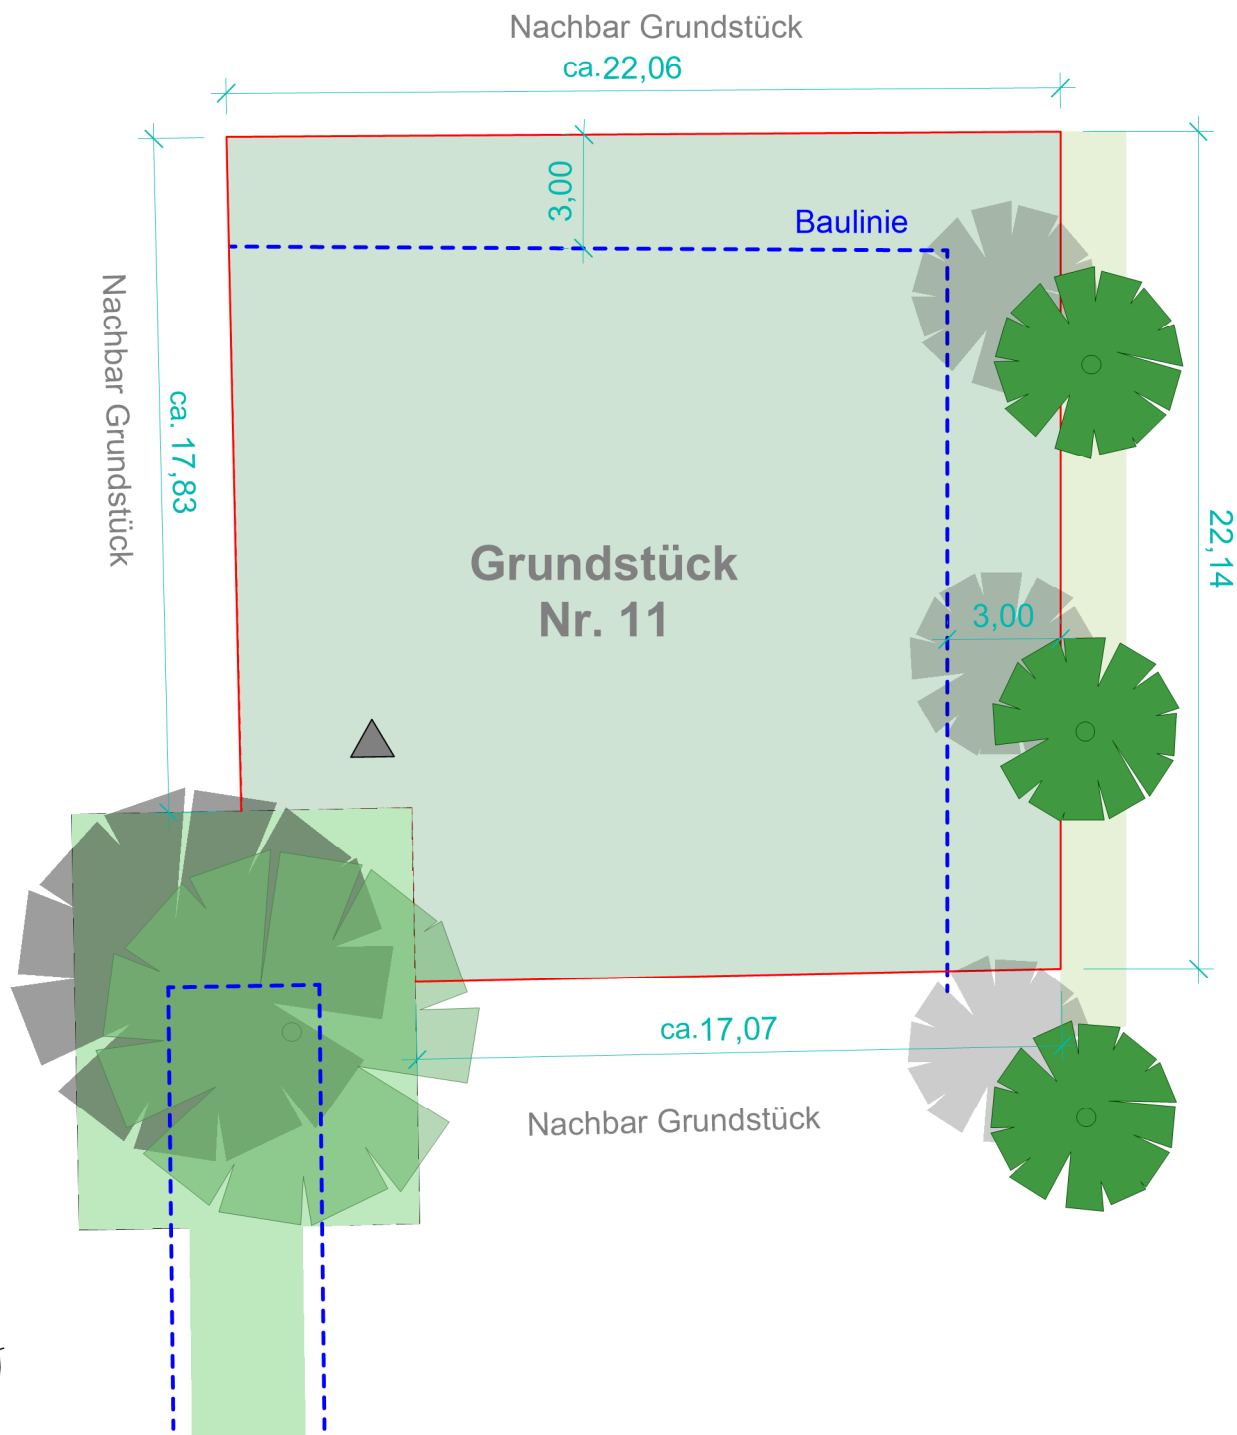 Nachbar Grundstück
ca.22,06
3,00
Baulinie
Nachbar Grundstück
ca. 17,83
22,14
Grundstück
Nr. 11
3,00
ca.17,07
Nachbar Grundstück